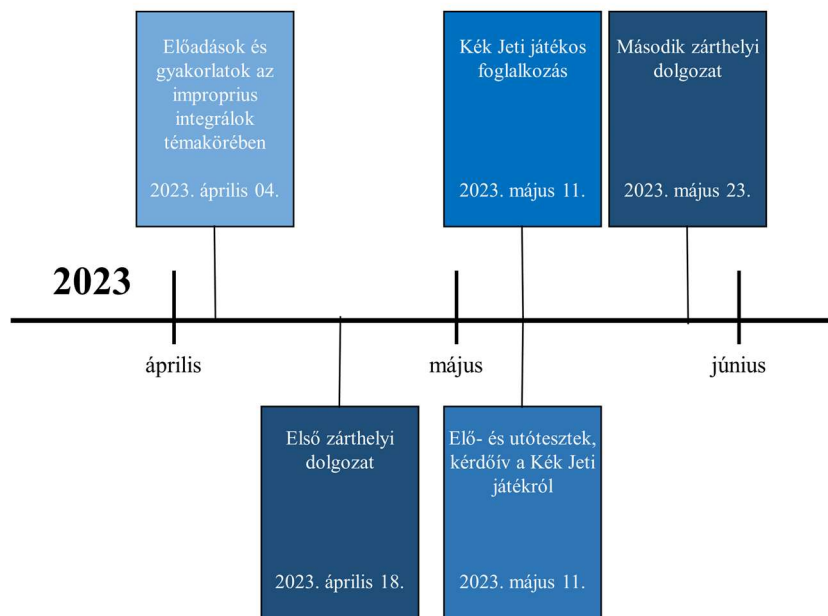 Előadások és
gyakorlatok az
improprius
integrálok
témakörében
2023. április 04.
Kék Jeti játékos
foglalkozás
2023. május 11.
Második zárthelyi
dolgozat
2023. május 23.
2023
április
május
június
Első zárthelyi
dolgozat
2023. április 18.
Elő- és utótesztek,
kérdőív a Kék Jeti
játékról
2023. május 11.